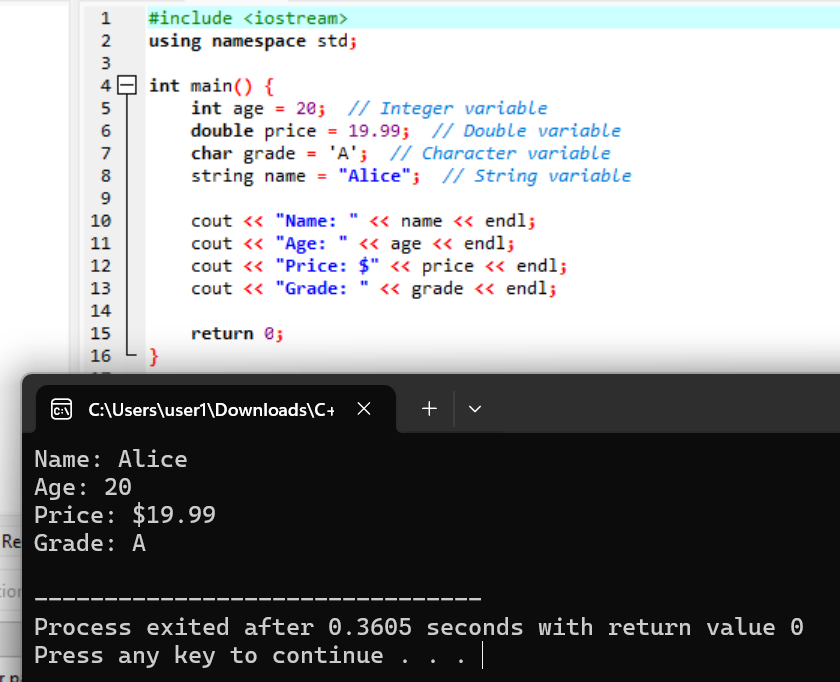 1 #include <iostream>
2 using namespace std;
3
4 int main() {
5 int age = 20; // Integer variable
6 double price = 19.99; // Double variable
7 char grade = 'A'; // Character variable
8 string name = "Alice"; // String variable
9
10 cout << "Name: " << name << endl;
11 cout << "Age: " << age << endl;
12 cout << "Price: $" << price << endl;
13 cout << "Grade: " << grade << endl;
14
15 return 0;
16 }
C:\Users\user1\Downloads\C+
Name: Alice
Age: 20
Price: $19.99
Re
Grade: A
--------------------------------
Process exited after 0.3605 seconds with return value 0
Press any key to continue . . .